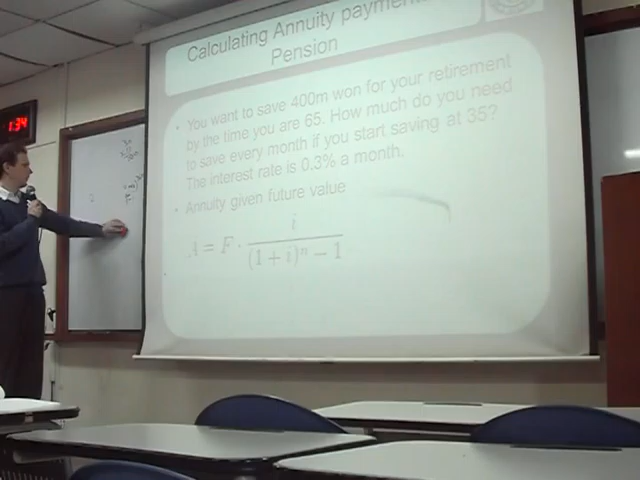 Calculating Annuity payment
Pension
• You want to save 400m won for your retirement
by the time you are 65. How much do you need
to save every month if you start saving at 35?
The interest rate is 0.3% a month.
• Annuity given future value
A = F · i / ((1 + i)^n − 1)
1:34